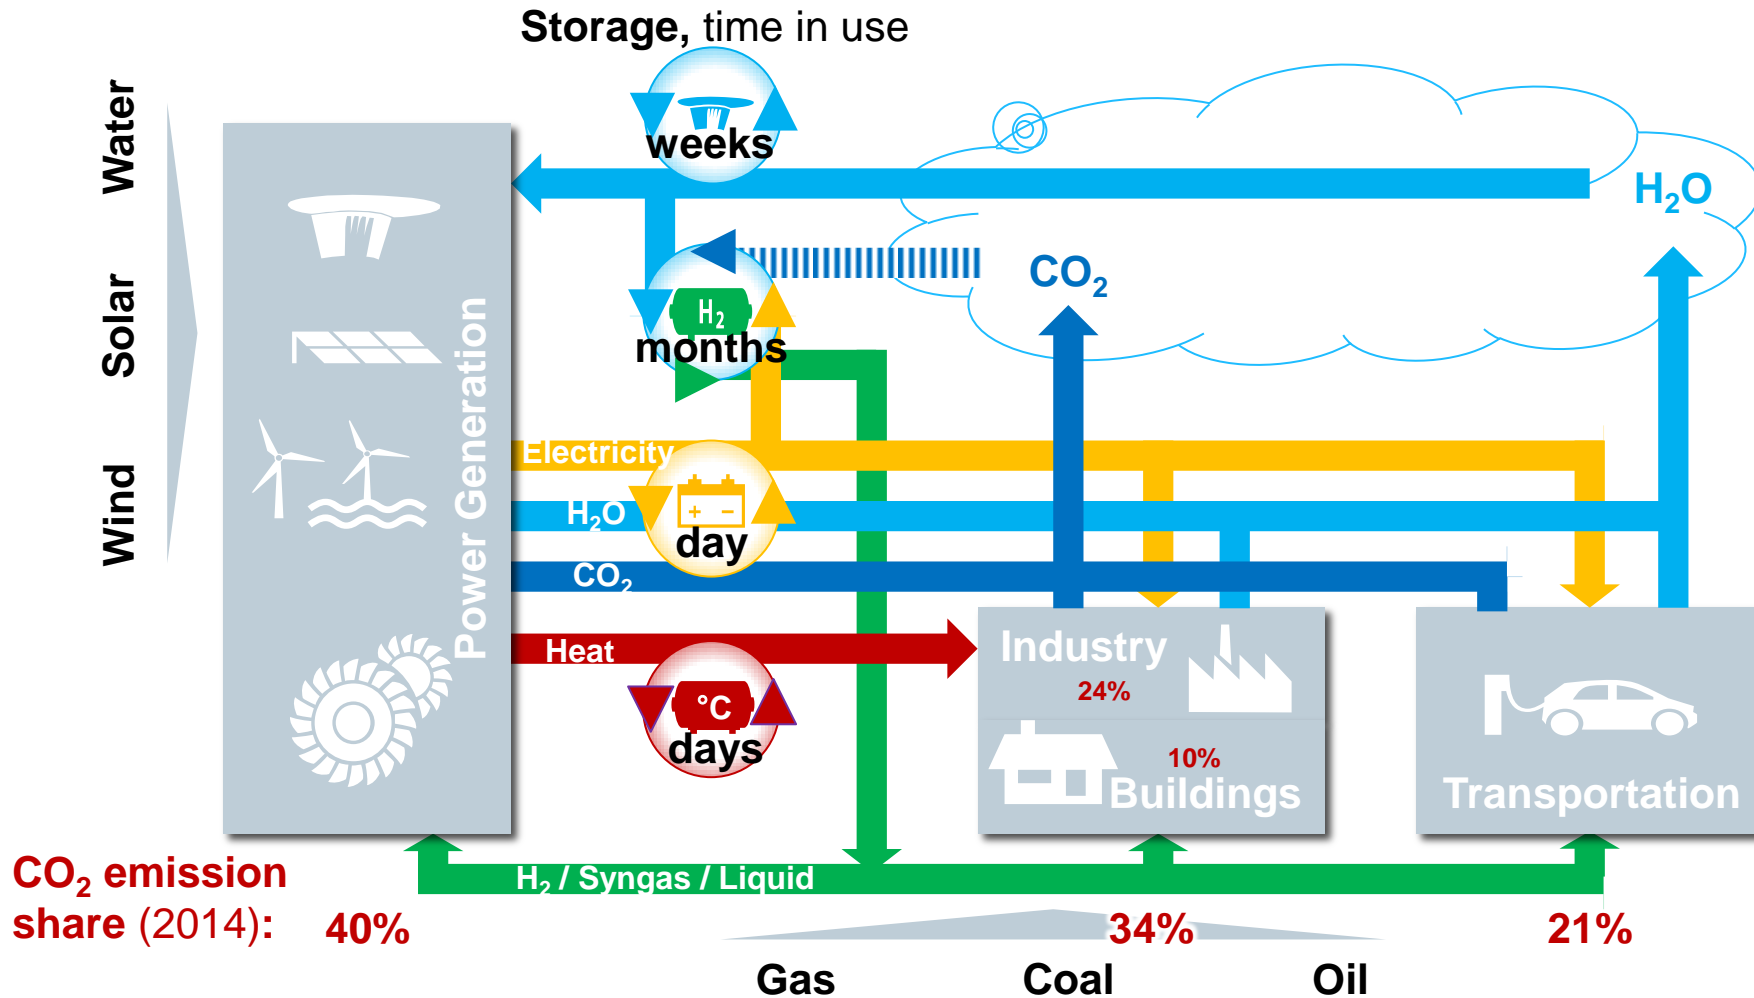 Storage, time in use
Water
Solar
Wind
Power Generation
weeks
H₂O
CO₂
H₂
months
Electricity
+ −
day
H₂O
CO₂
Heat
°C
days
Industry
24%
10%
Buildings
Transportation
H₂ / Syngas / Liquid
CO₂ emission
share (2014):
40%
34%
21%
Gas
Coal
Oil